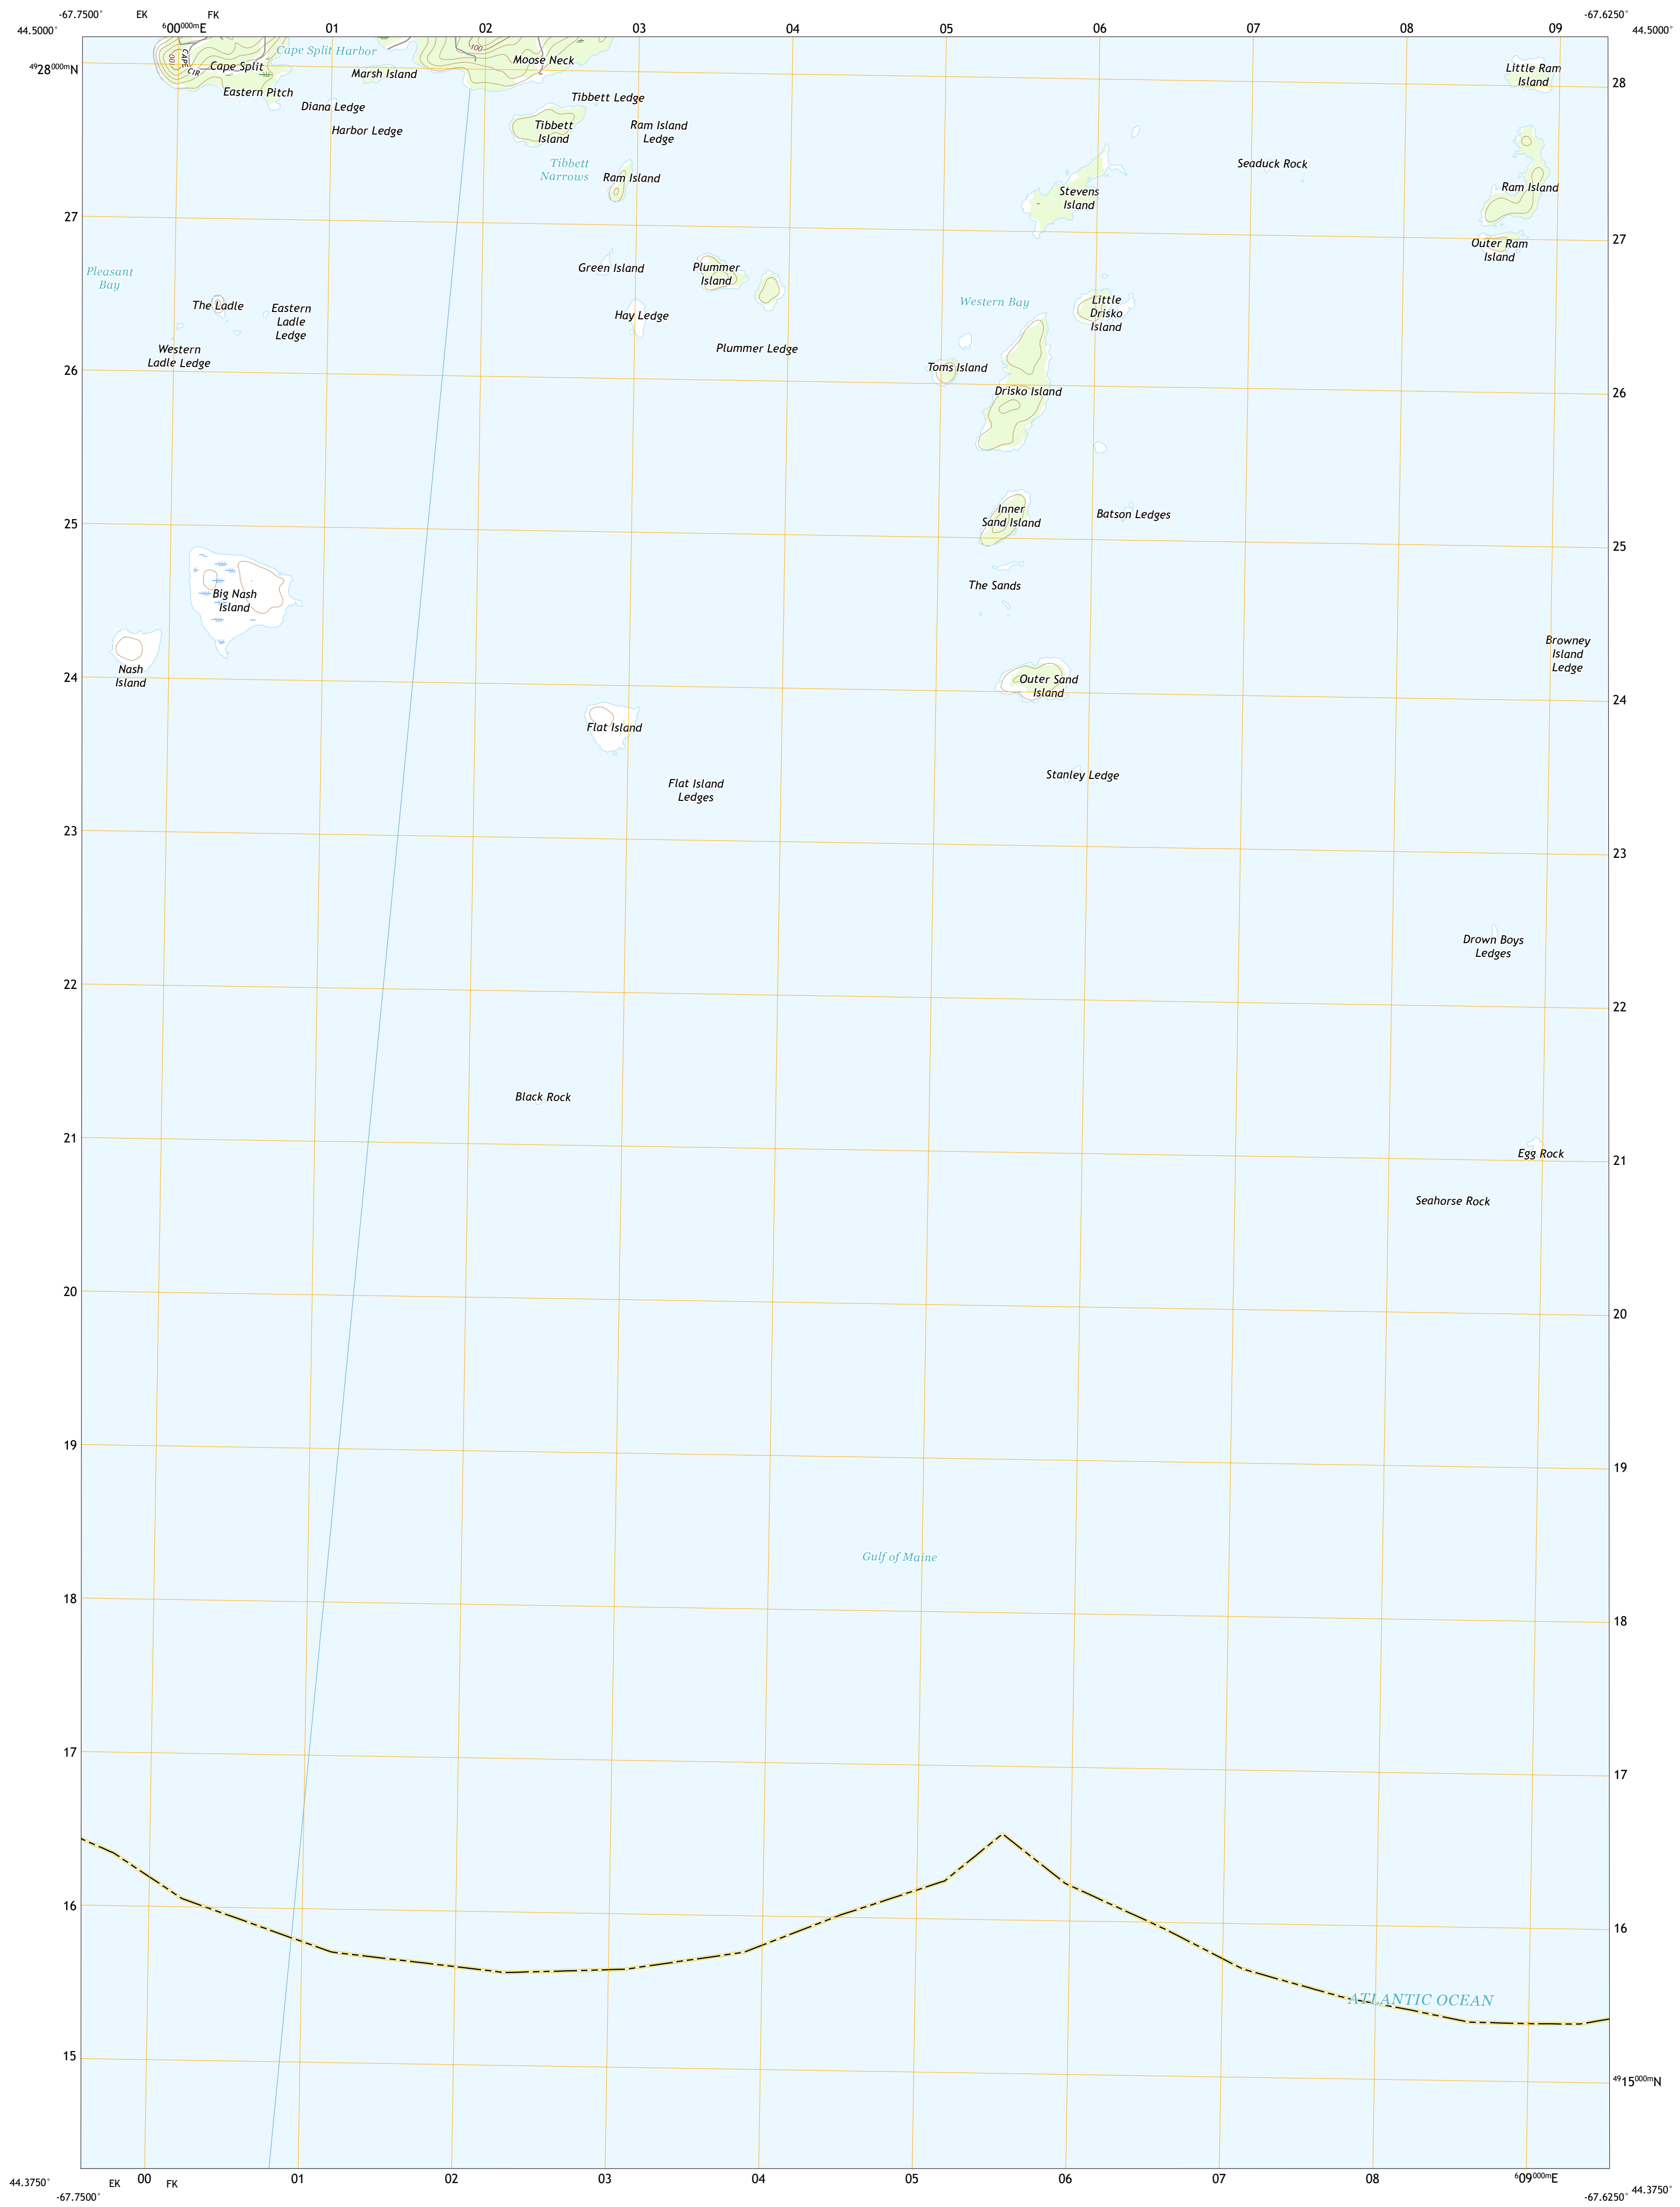 -67.7500° EK FK -67.6250°
44.5000° ⁶00⁰⁰⁰ᵐE 01 02 03 04 05 06 07 08 09 44.5000°
Cape Split Harbor
100
CAPE
CIR
100
Cape Split
Moose Neck
⁴⁹28⁰⁰⁰ᵐN
Marsh Island
Little Ram
Island
28
Eastern Pitch
Diana Ledge
Tibbett Ledge
Harbor Ledge
Tibbett
Island
Ram Island
Ledge
Tibbett
Narrows
Ram Island
Seaduck Rock
Stevens
Island
Ram Island
27
27
Outer Ram
Island
Pleasant
Bay
Green Island
Plummer
Island
Western Bay
Little
Drisko
Island
The Ladle
Eastern
Ladle
Ledge
Hay Ledge
Western
Ladle Ledge
Plummer Ledge
26
Toms Island
Drisko Island
26
Inner
Sand Island
Batson Ledges
25
25
The Sands
Big Nash
Island
Browney
Island
Ledge
Nash
Island
24
Outer Sand
Island
24
Flat Island
Stanley Ledge
Flat Island
Ledges
23
23
Drown Boys
Ledges
22
22
Black Rock
21
Egg Rock
21
Seahorse Rock
20
20
19
19
Gulf of Maine
18
18
17
17
16
16
ATLANTIC OCEAN
15
⁴⁹15⁰⁰⁰ᵐN
44.3750° EK 00 FK 01 02 03 04 05 06 07 08 ⁶09⁰⁰⁰ᵐE 44.3750°
-67.7500° -67.6250°